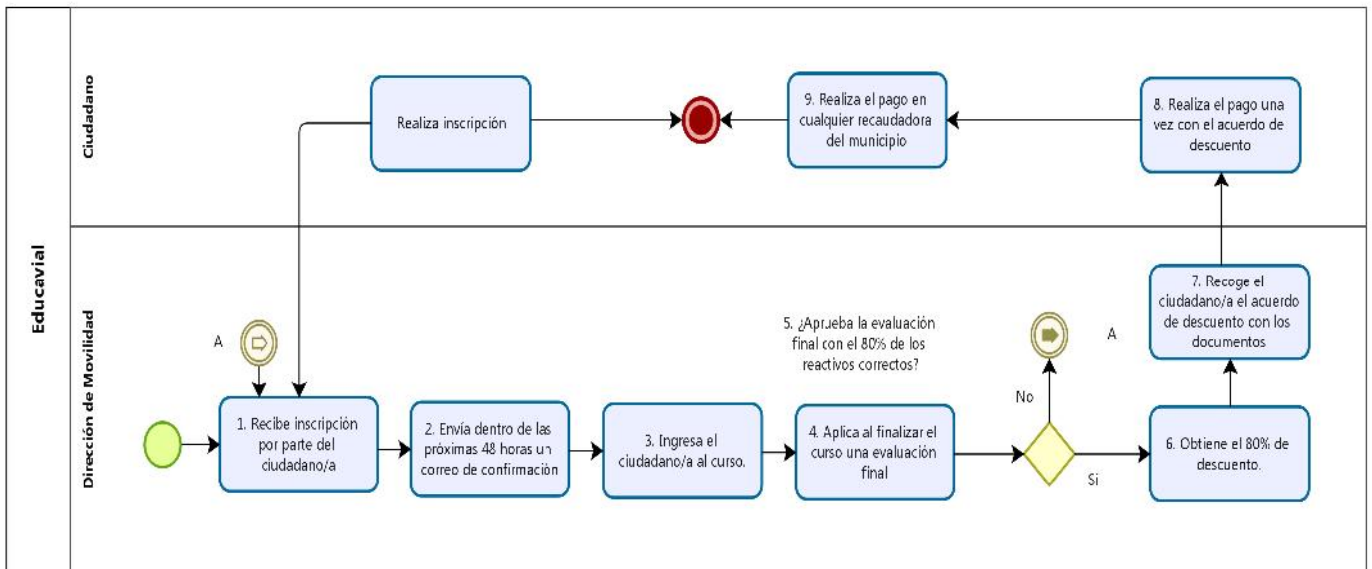 Educavial
Ciudadano
Realiza inscripción
9. Realiza el pago en
cualquier recaudadora
del municipio
8. Realiza el pago una
vez con el acuerdo de
descuento
Dirección de Movilidad
A
1. Recibe inscripción
por parte del
ciudadano/a
2. Envía dentro de las
próximas 48 horas un
correo de confirmación
3. Ingresa el
ciudadano/a al curso.
4. Aplica al finalizar el
curso una evaluación
final
5. ¿Aprueba la evaluación
final con el 80% de los
reactivos correctos?
No
A
Si
6. Obtiene el 80% de
descuento.
7. Recoge el
ciudadano/a el acuerdo
de descuento con los
documentos